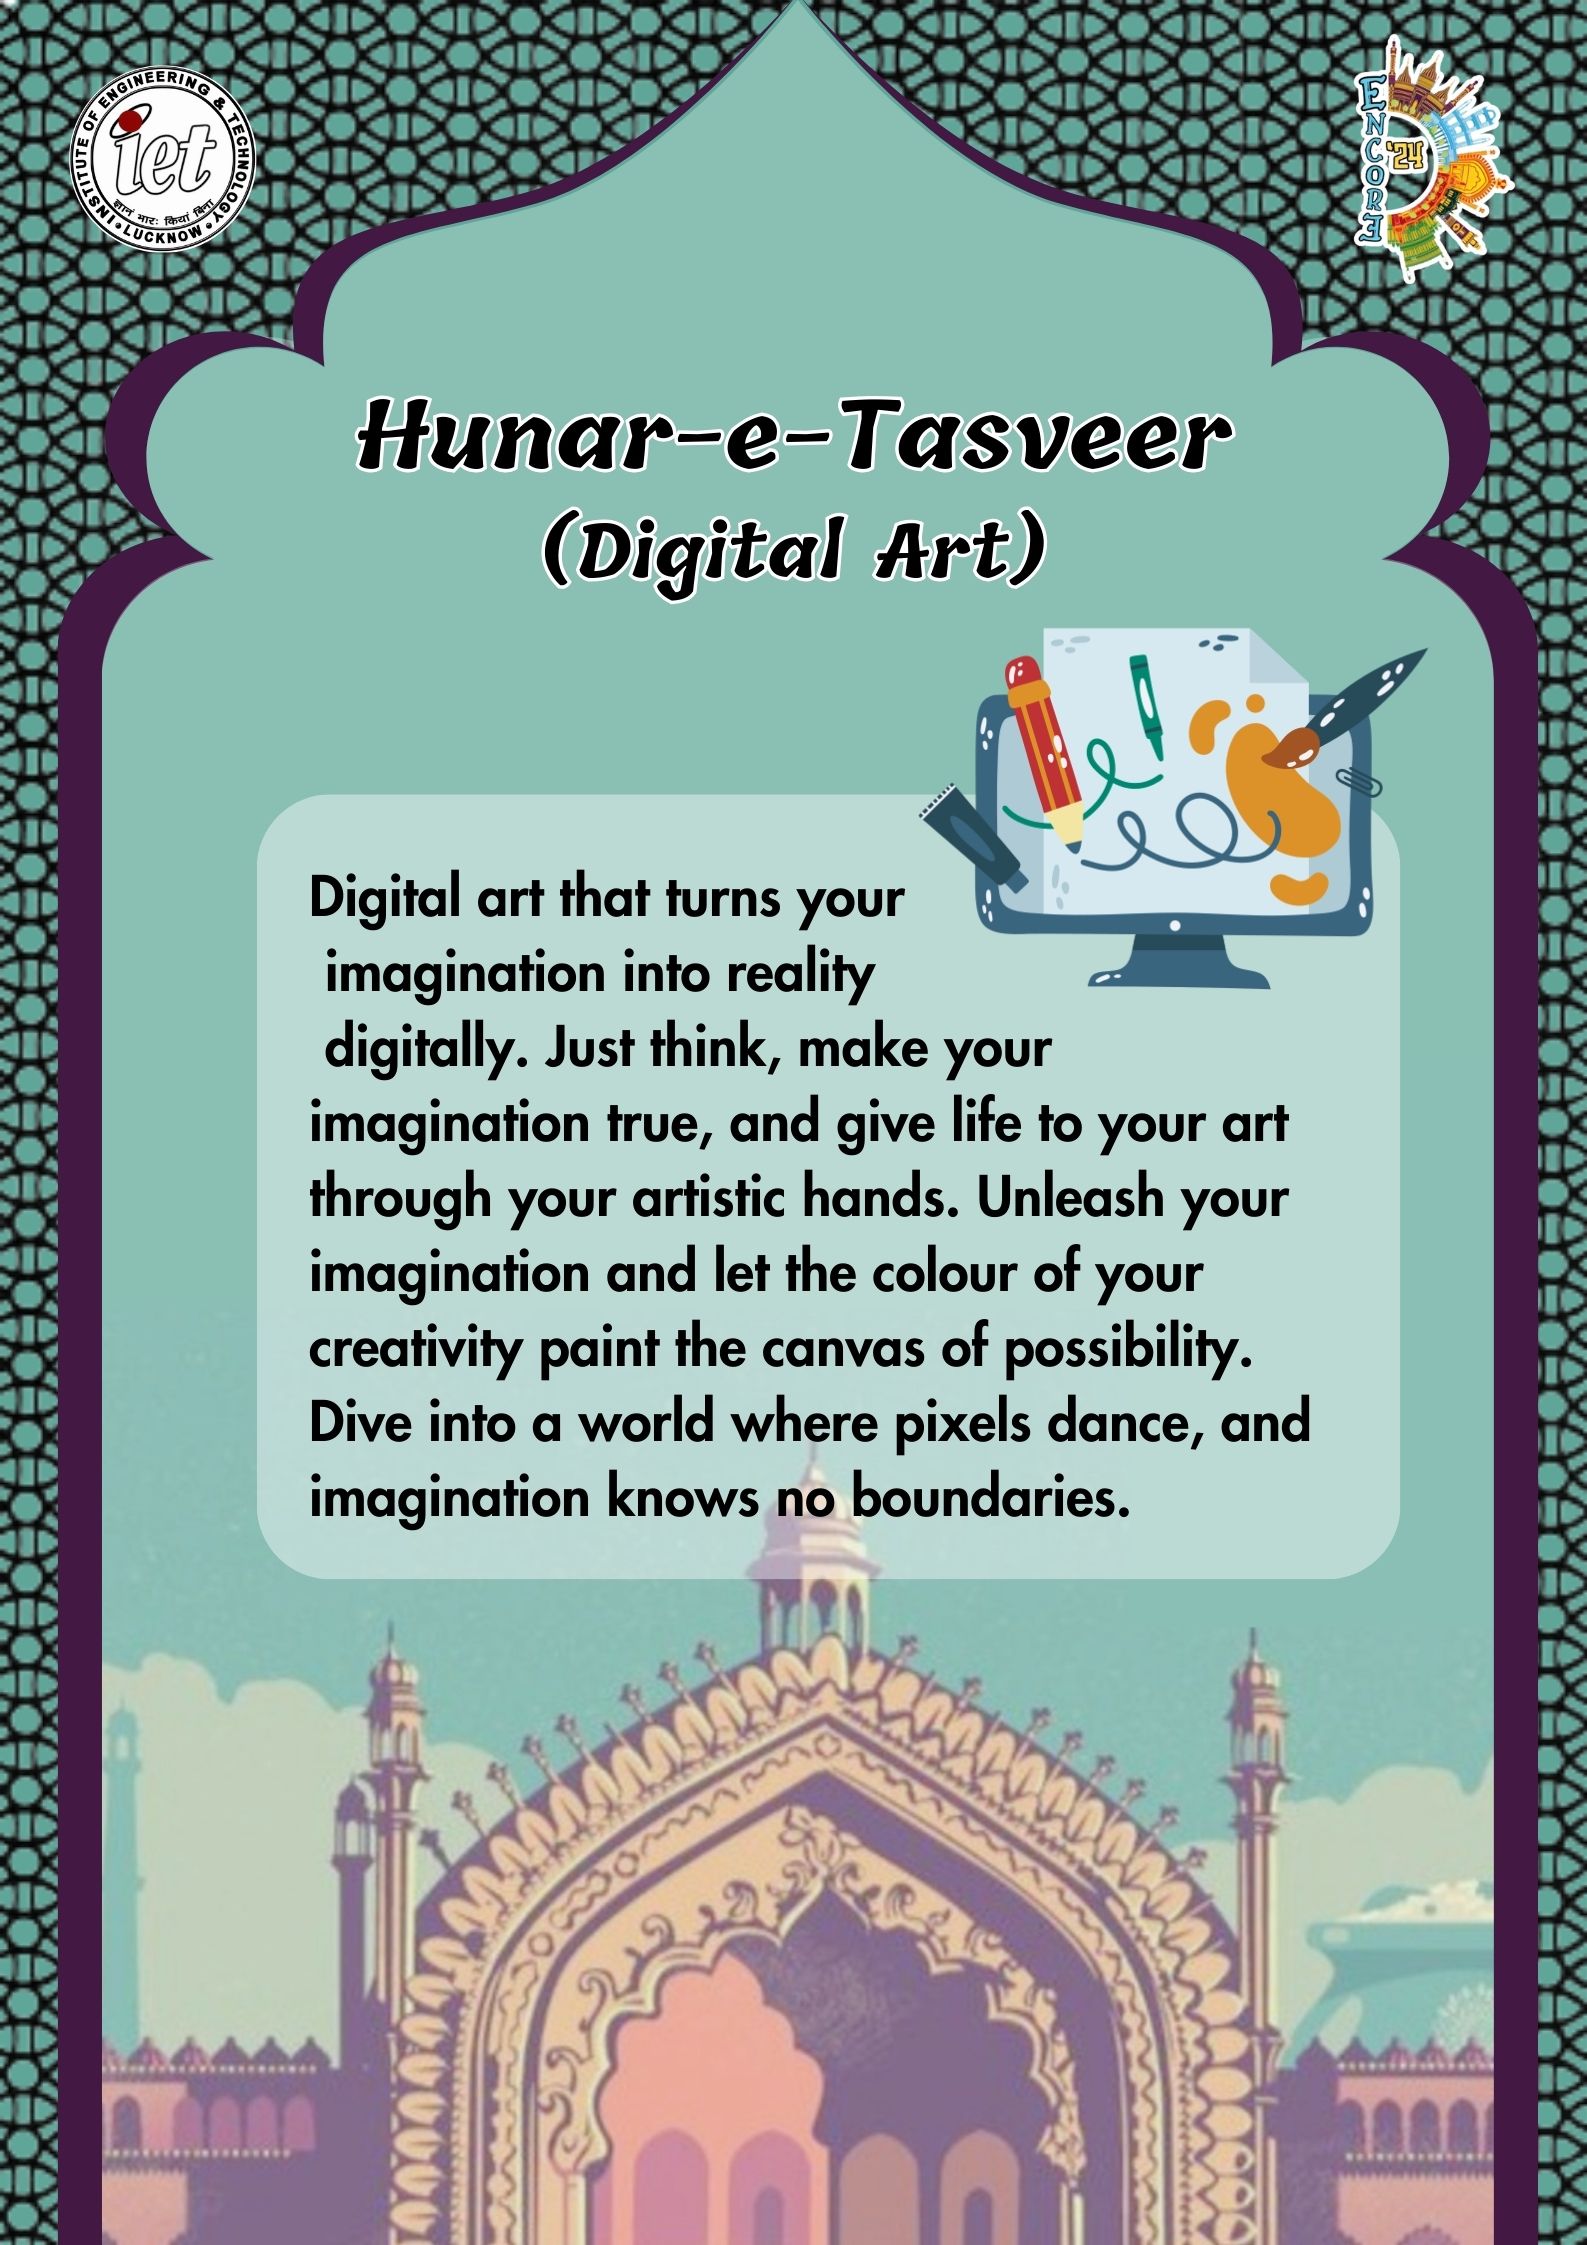 INSTITUTE OF ENGINEERING & TECHNOLOGY
iet
LUCKNOW
ENCORE
'24
Hunar-e-Tasveer
(Digital Art)
Digital art that turns your
imagination into reality
digitally. Just think, make your
imagination true, and give life to your art
through your artistic hands. Unleash your
imagination and let the colour of your
creativity paint the canvas of possibility.
Dive into a world where pixels dance, and
imagination knows no boundaries.